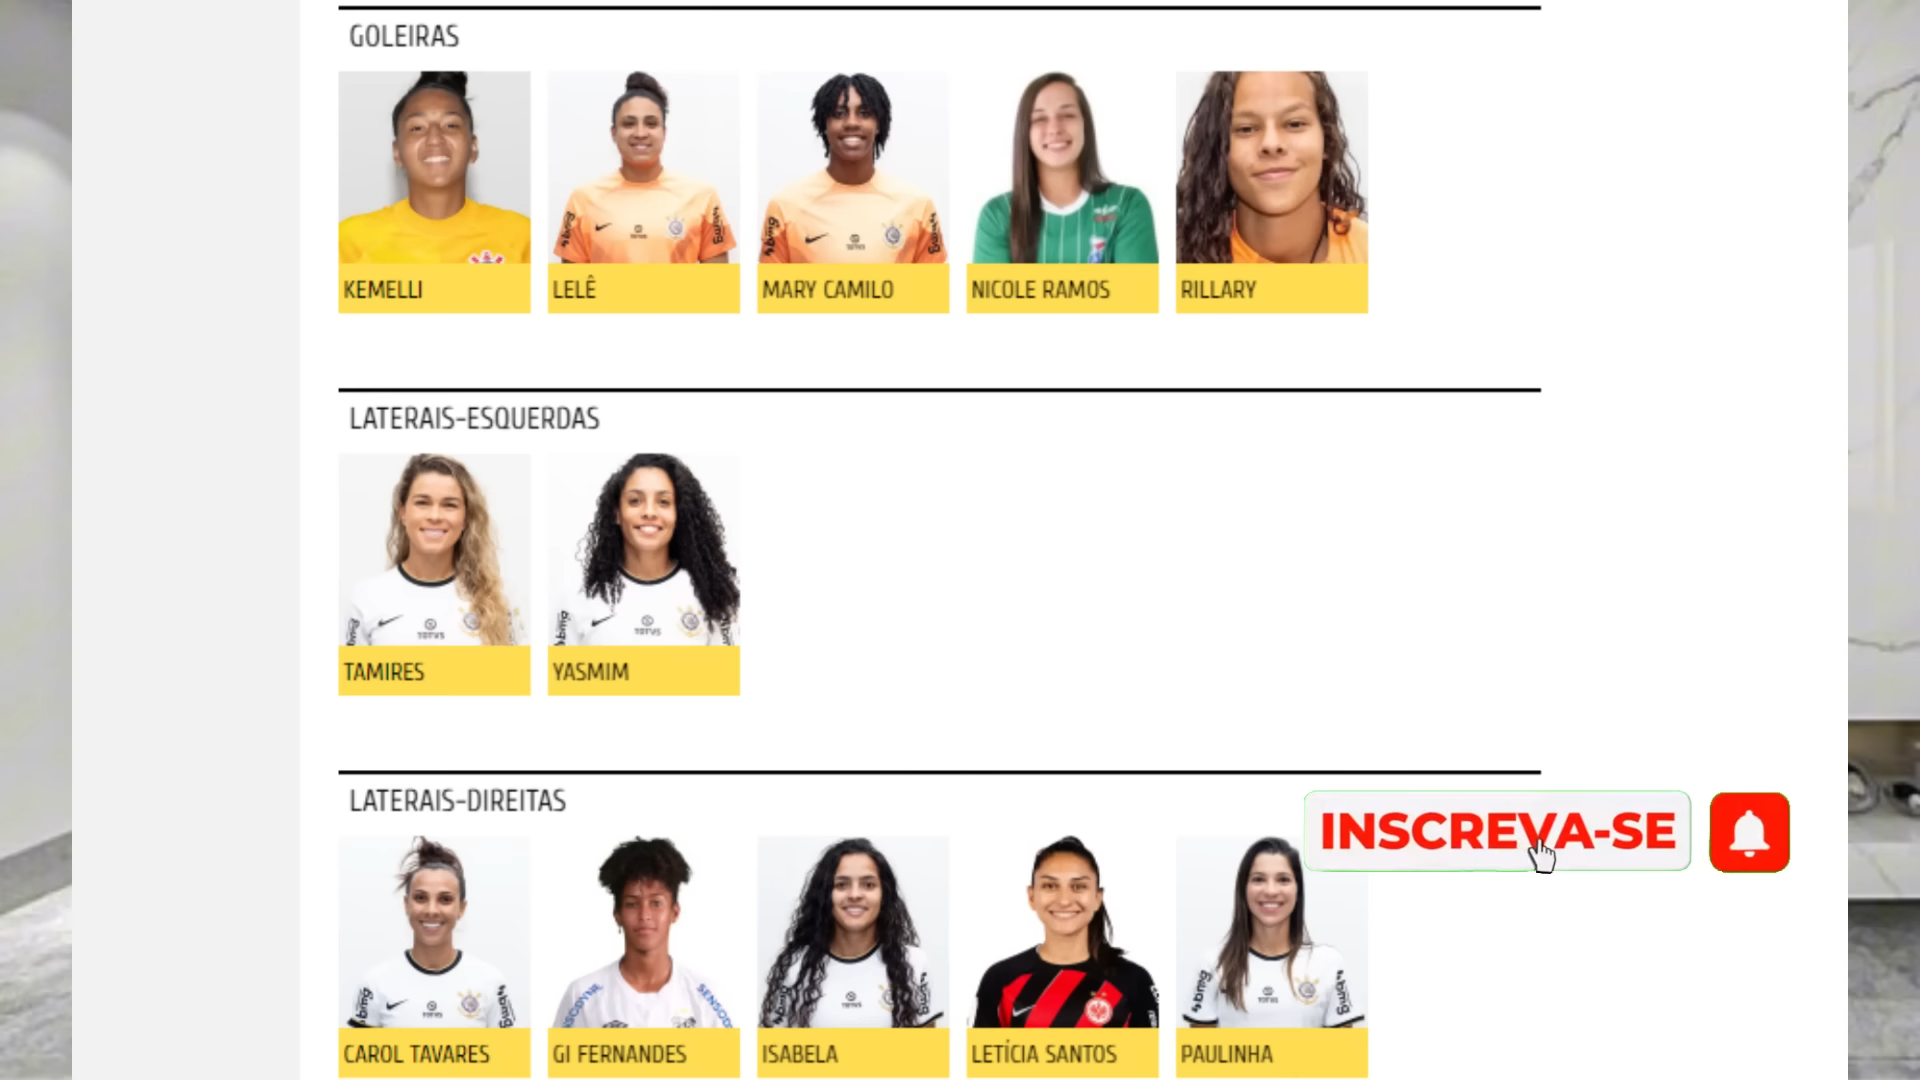 GOLEIRAS
KEMELLI
LELÊ
MARY CAMILO
NICOLE RAMOS
RILLARY
LATERAIS-ESQUERDAS
TAMIRES
YASMIM
LATERAIS-DIREITAS
INSCREVA-SE
CAROL TAVARES
GI FERNANDES
ISABELA
LETÍCIA SANTOS
PAULINHA